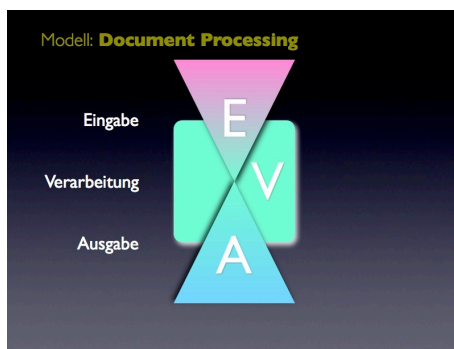 Modell: Document Processing
Eingabe
E
Verarbeitung
V
Ausgabe
A